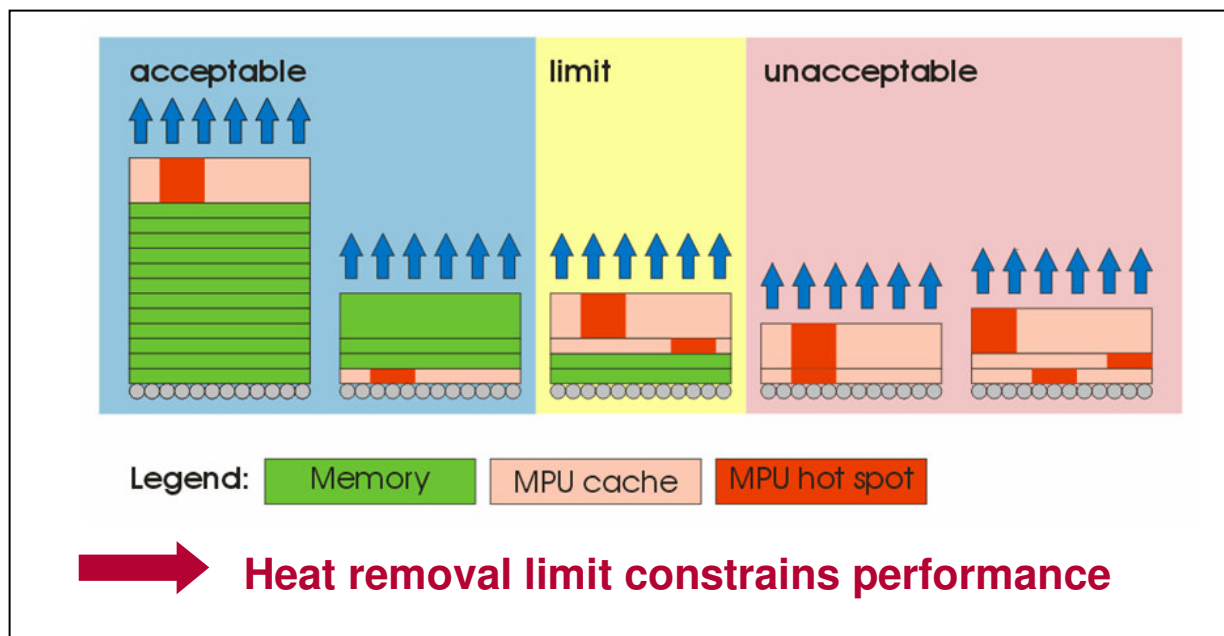 acceptable
limit
unacceptable
Legend:
Memory
MPU cache
MPU hot spot
Heat removal limit constrains performance